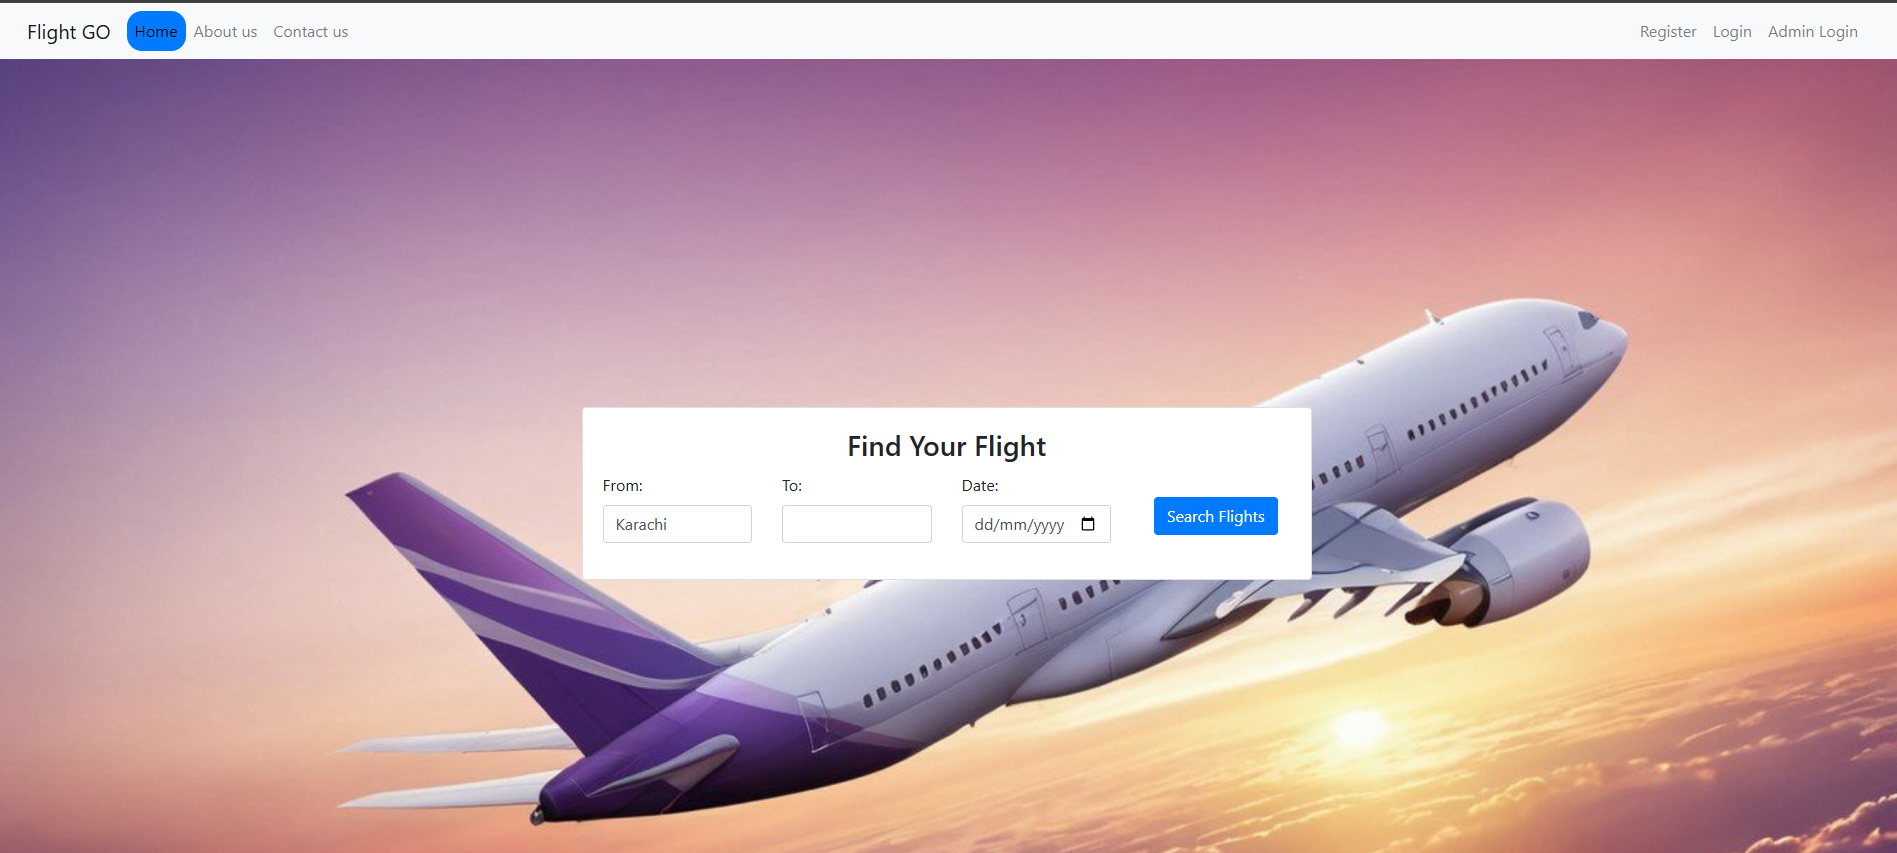 Flight GO Home About us Contact us Register Login Admin Login
Find Your Flight
From: To: Date:
Karachi dd/mm/yyyy Search Flights